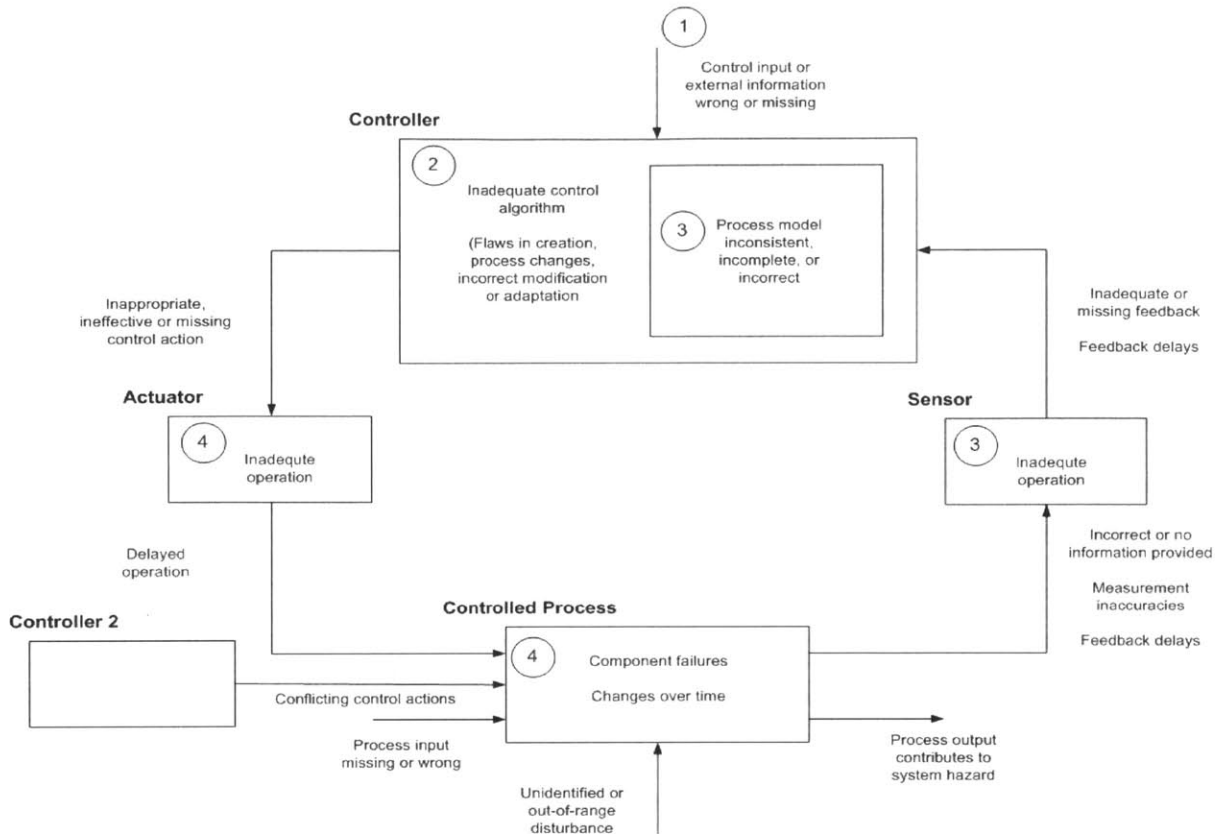 1
Control input or
external information
wrong or missing
Controller
2
Inadequate control
algorithm
(Flaws in creation,
process changes,
incorrect modification
or adaptation
3
Process model
inconsistent,
incomplete, or
incorrect
Inappropriate,
ineffective or missing
control action
Inadequate or
missing feedback
Feedback delays
Actuator
4
Inadequte
operation
Sensor
3
Inadequte
operation
Delayed
operation
Incorrect or no
information provided
Measurement
inaccuracies
Feedback delays
Controller 2
Controlled Process
4
Component failures
Changes over time
Conflicting control actions
Process input
missing or wrong
Process output
contributes to
system hazard
Unidentified or
out-of-range
disturbance